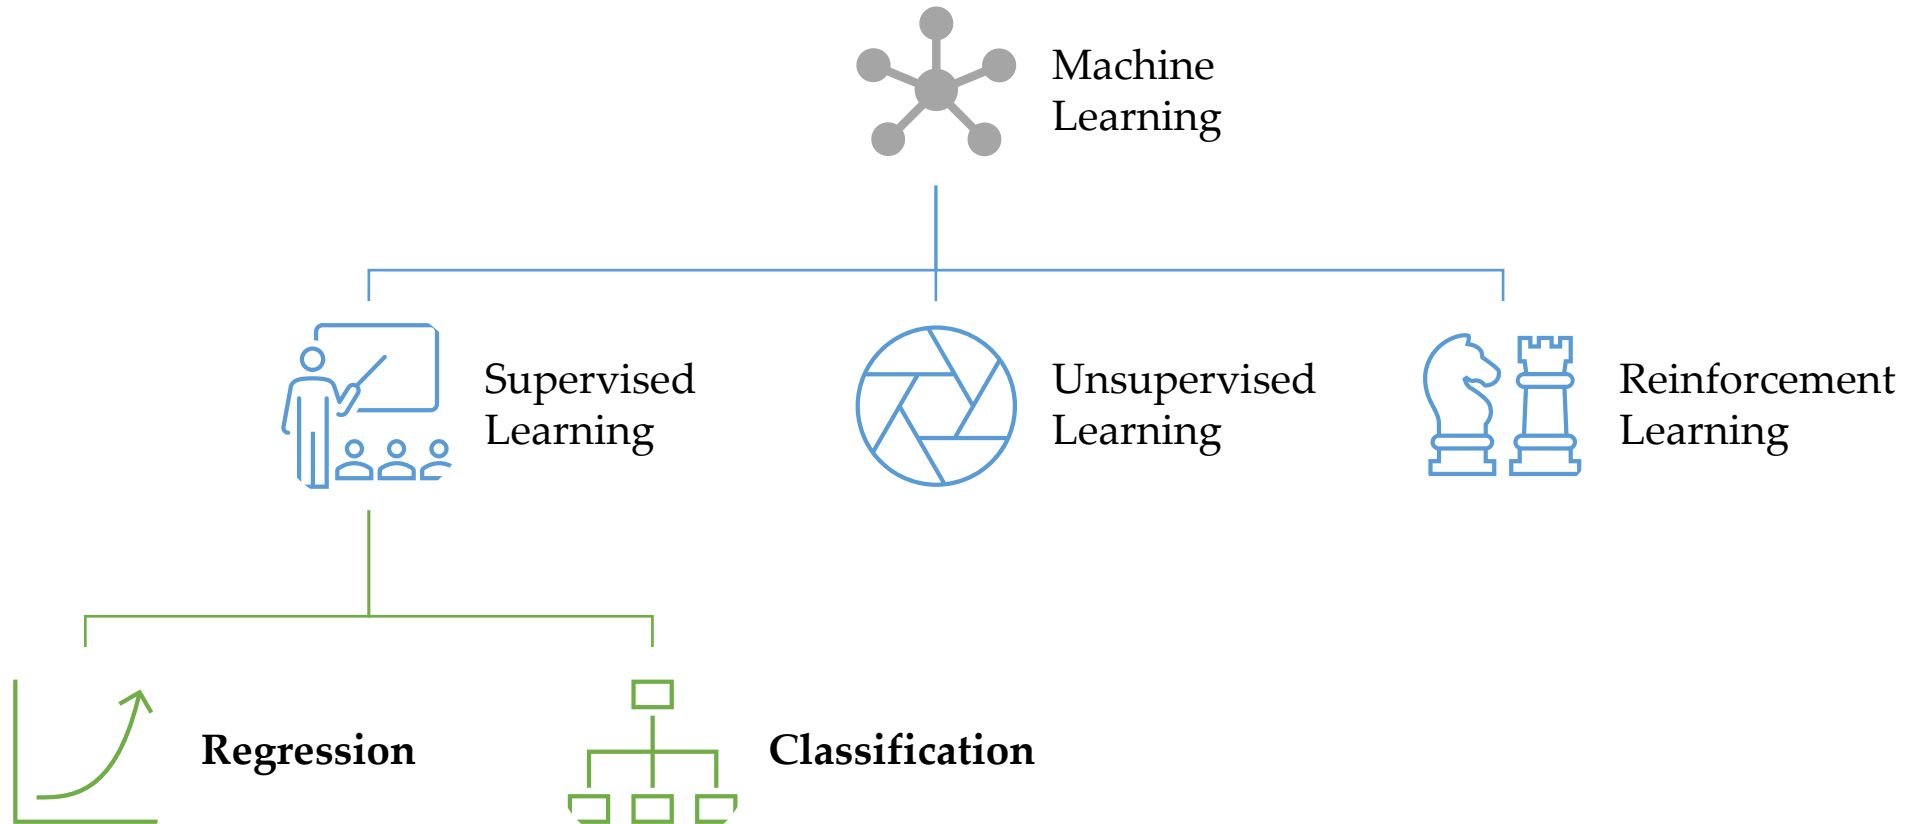 Machine
Learning
Supervised
Learning
Unsupervised
Learning
Reinforcement
Learning
Regression
Classification